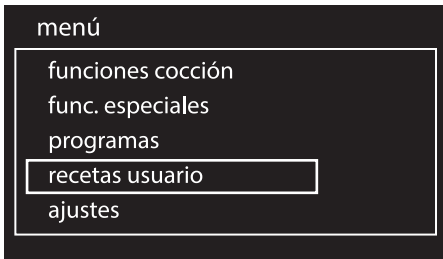 menú
funciones cocción
func. especiales
programas
recetas usuario
ajustes